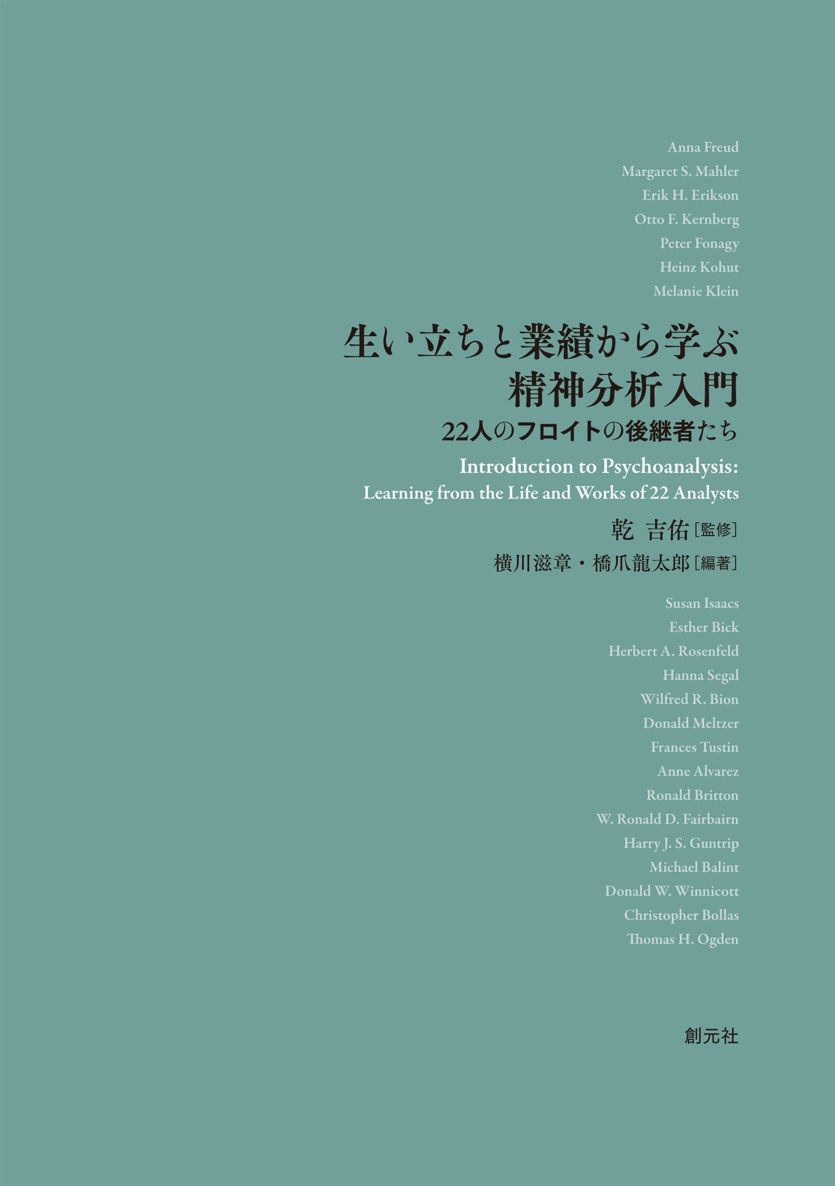 Anna Freud
Margaret S. Mahler
Erik H. Erikson
Otto F. Kernberg
Peter Fonagy
Heinz Kohut
Melanie Klein
生い立ちと業績から学ぶ
精神分析入門
22人のフロイトの後継者たち
Introduction to Psychoanalysis:
Learning from the Life and Works of 22 Analysts
乾 吉佑[監修]
横川滋章・橋爪龍太郎[編著]
Susan Isaacs
Esther Bick
Herbert A. Rosenfeld
Hanna Segal
Wilfred R. Bion
Donald Meltzer
Frances Tustin
Anne Alvarez
Ronald Britton
W. Ronald D. Fairbairn
Harry J. S. Guntrip
Michael Balint
Donald W. Winnicott
Christopher Bollas
Thomas H. Ogden
創元社